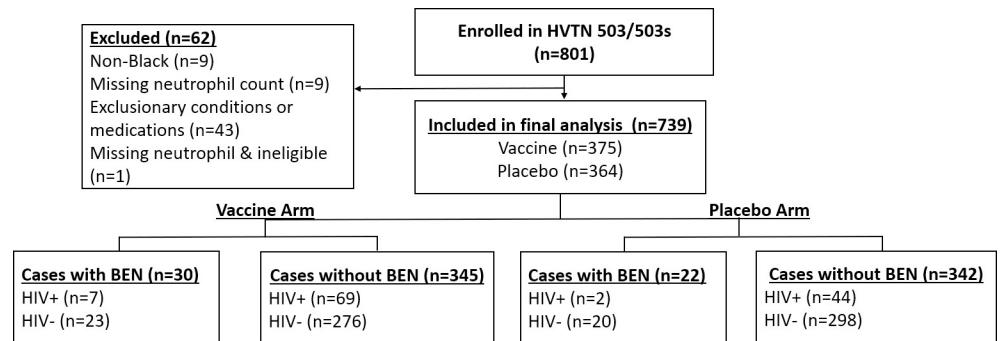 Enrolled in HVTN 503/503s
(n=801)
Excluded (n=62)
Non-Black (n=9)
Missing neutrophil count (n=9)
Exclusionary conditions or
medications (n=43)
Missing neutrophil & ineligible
(n=1)
Included in final analysis (n=739)
Vaccine (n=375)
Placebo (n=364)
Vaccine Arm
Placebo Arm
Cases with BEN (n=30)
HIV+ (n=7)
HIV- (n=23)
Cases without BEN (n=345)
HIV+ (n=69)
HIV- (n=276)
Cases with BEN (n=22)
HIV+ (n=2)
HIV- (n=20)
Cases without BEN (n=342)
HIV+ (n=44)
HIV- (n=298)